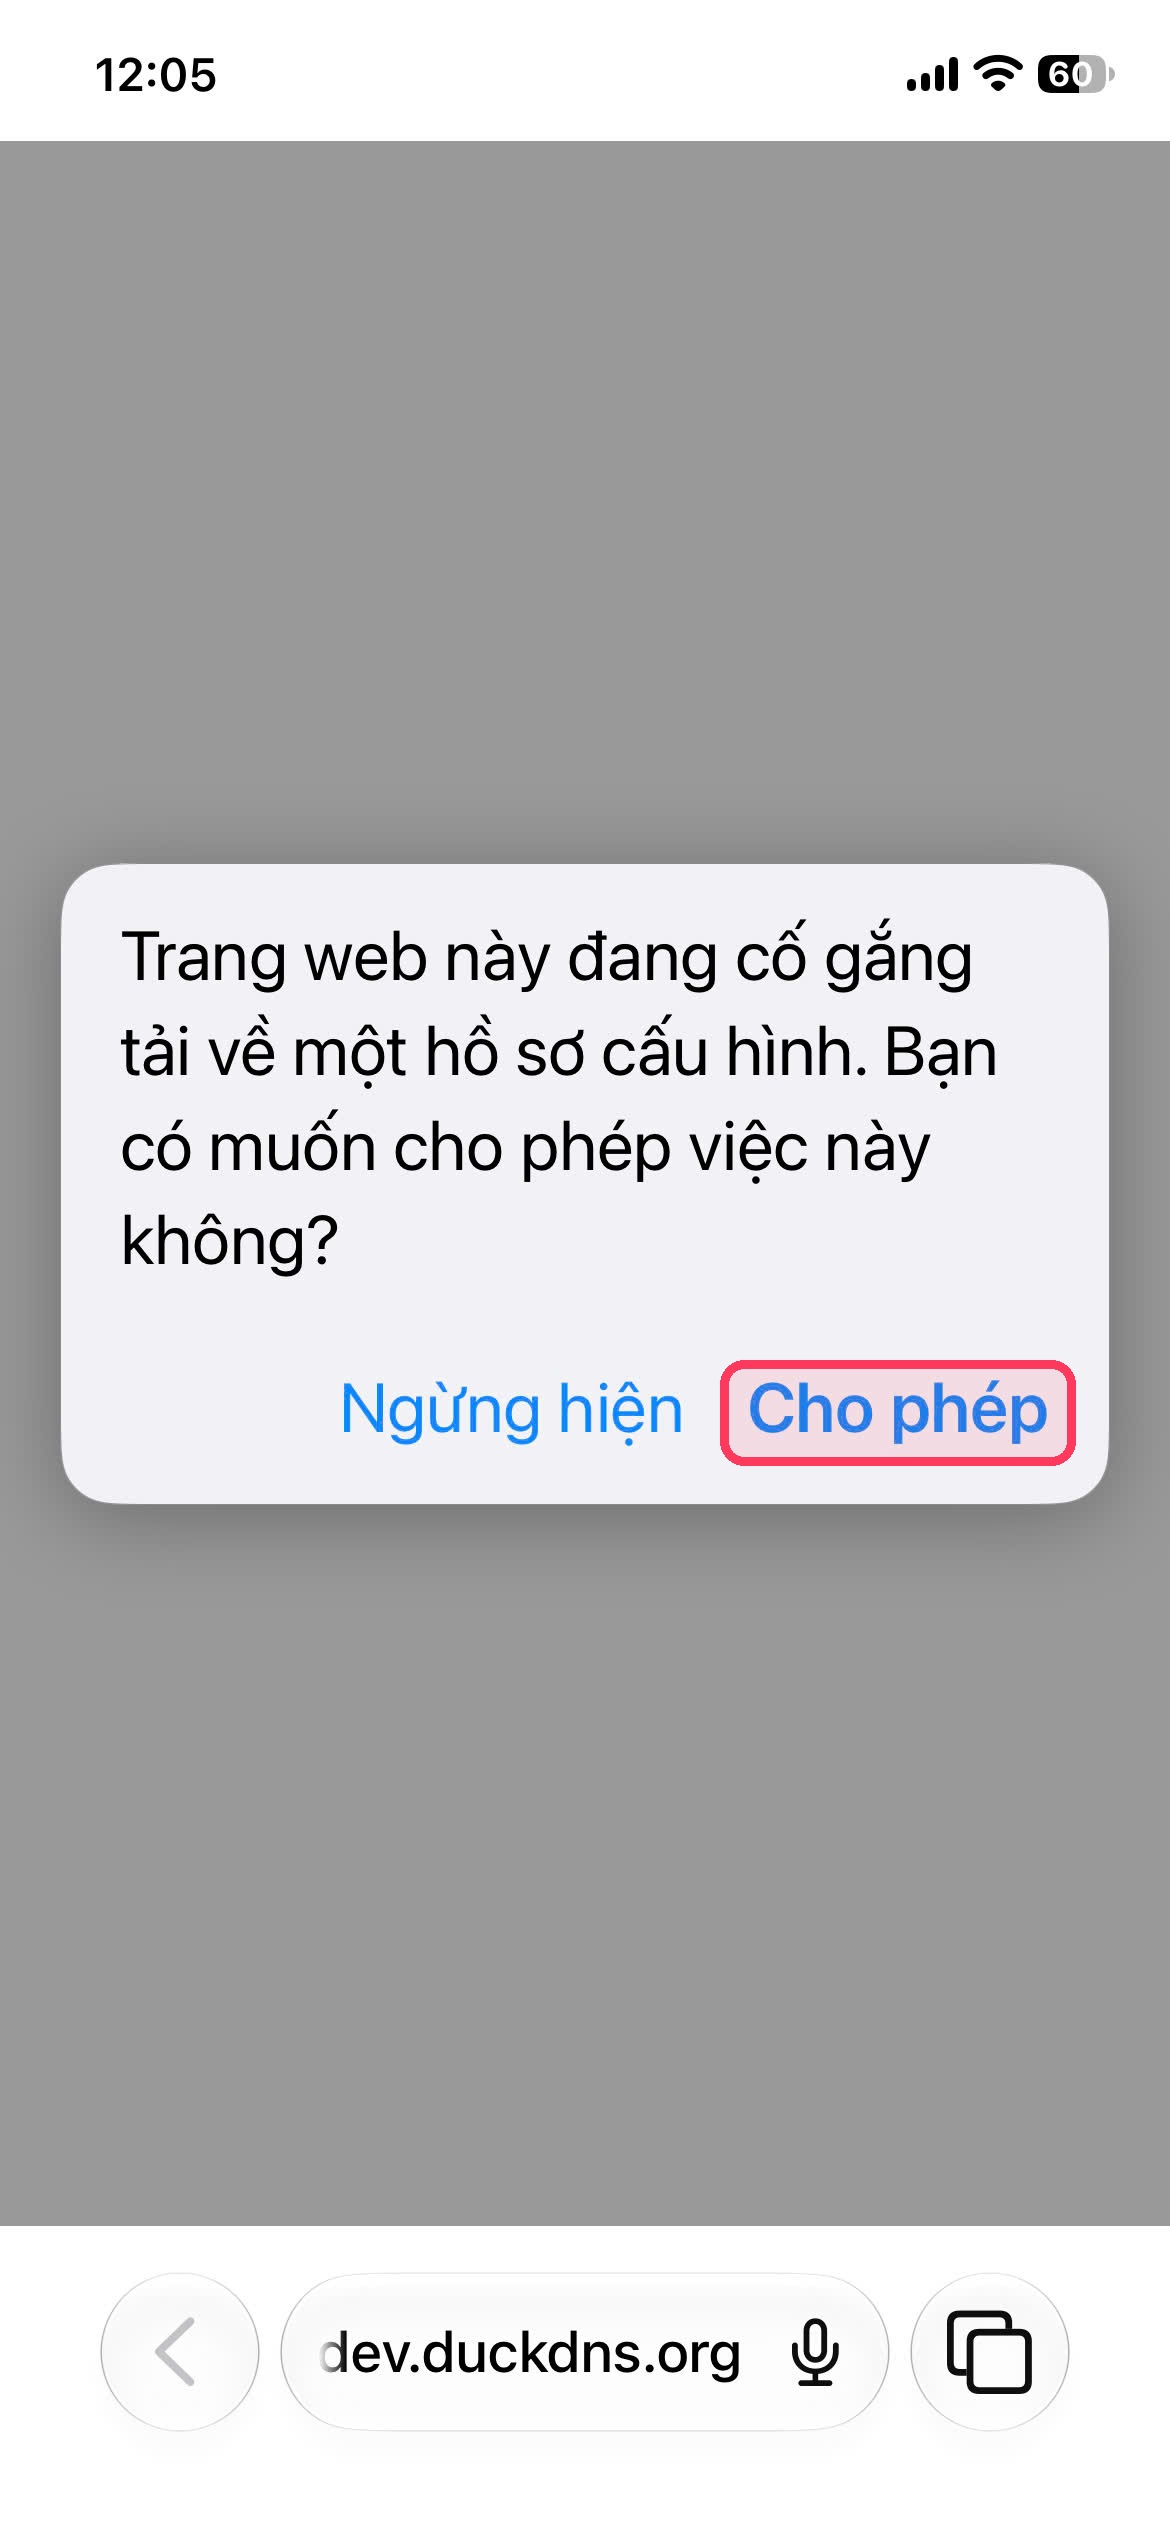 12:05
60
Trang web này đang cố gắng
tải về một hồ sơ cấu hình. Bạn
có muốn cho phép việc này
không?
Ngừng hiện
Cho phép
dev.duckdns.org